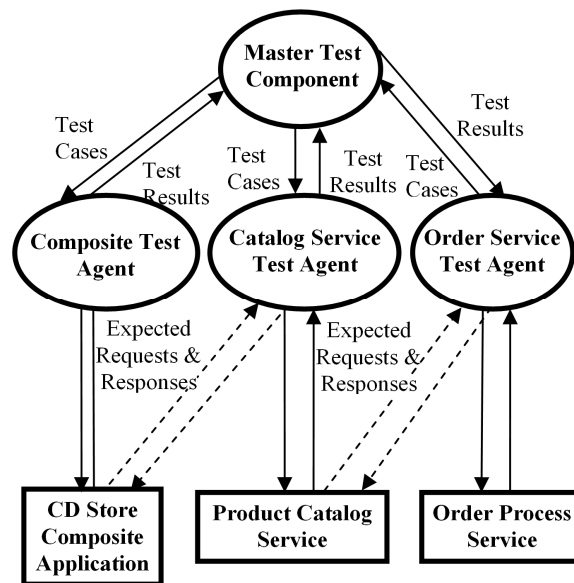 Master Test
Component
Test
Cases
Test
Results
Test
Cases
Test
Results
Test
Cases
Test
Results
Composite Test
Agent
Catalog Service
Test Agent
Order Service
Test Agent
Expected
Requests &
Responses
Expected
Requests &
Responses
CD Store
Composite
Application
Product Catalog
Service
Order Process
Service